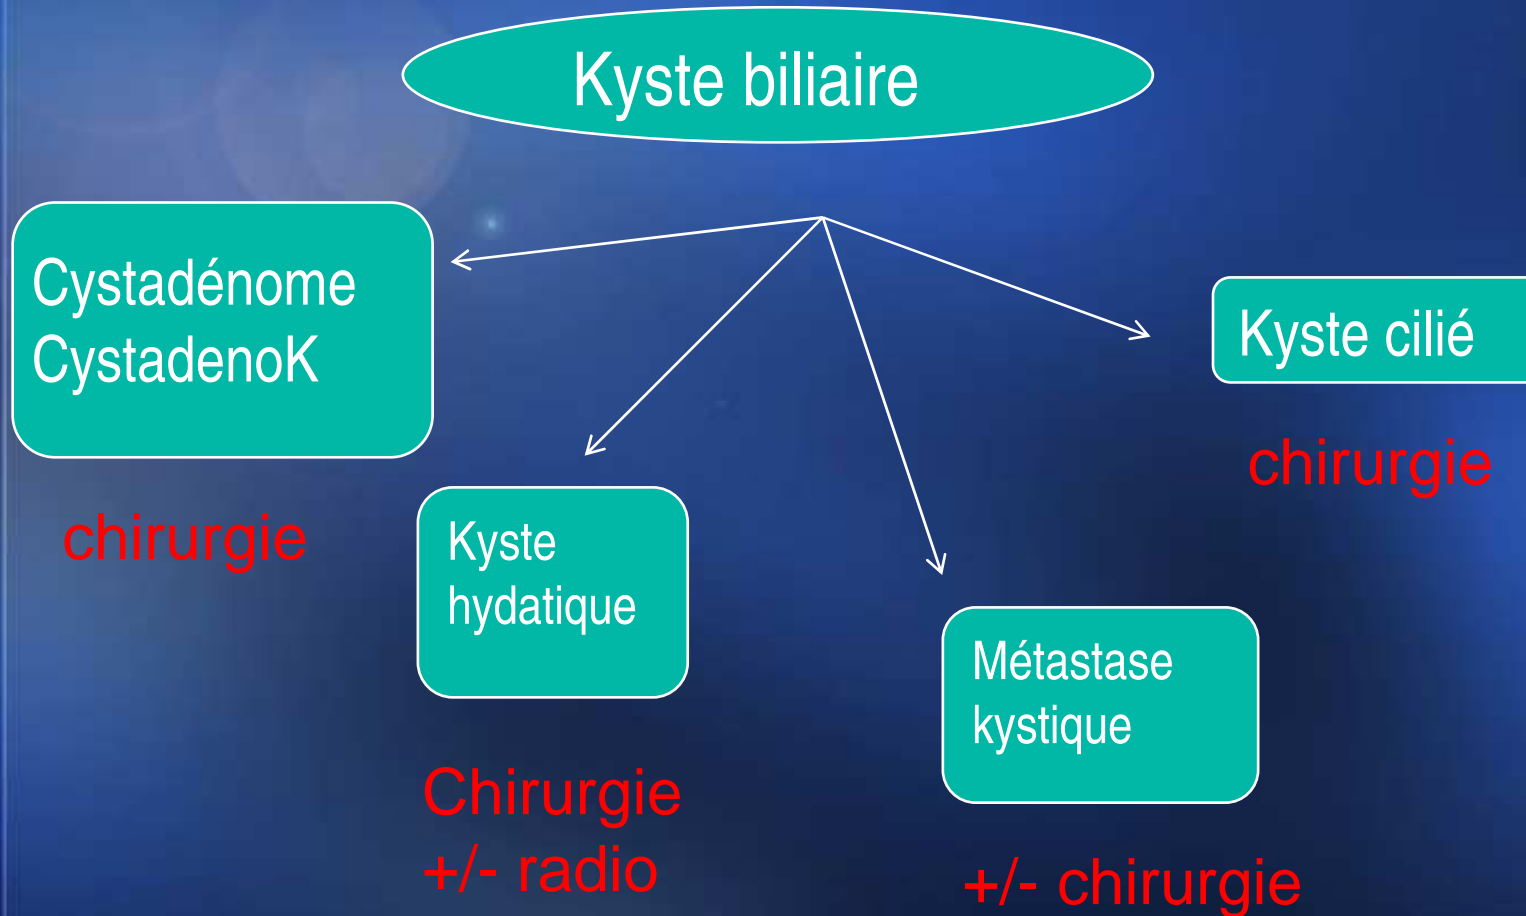 Kyste biliaire
Cystadénome
CystadenoK
chirurgie
Kyste
hydatique
Chirurgie
+/- radio
Métastase
kystique
+/- chirurgie
Kyste cilié
chirurgie